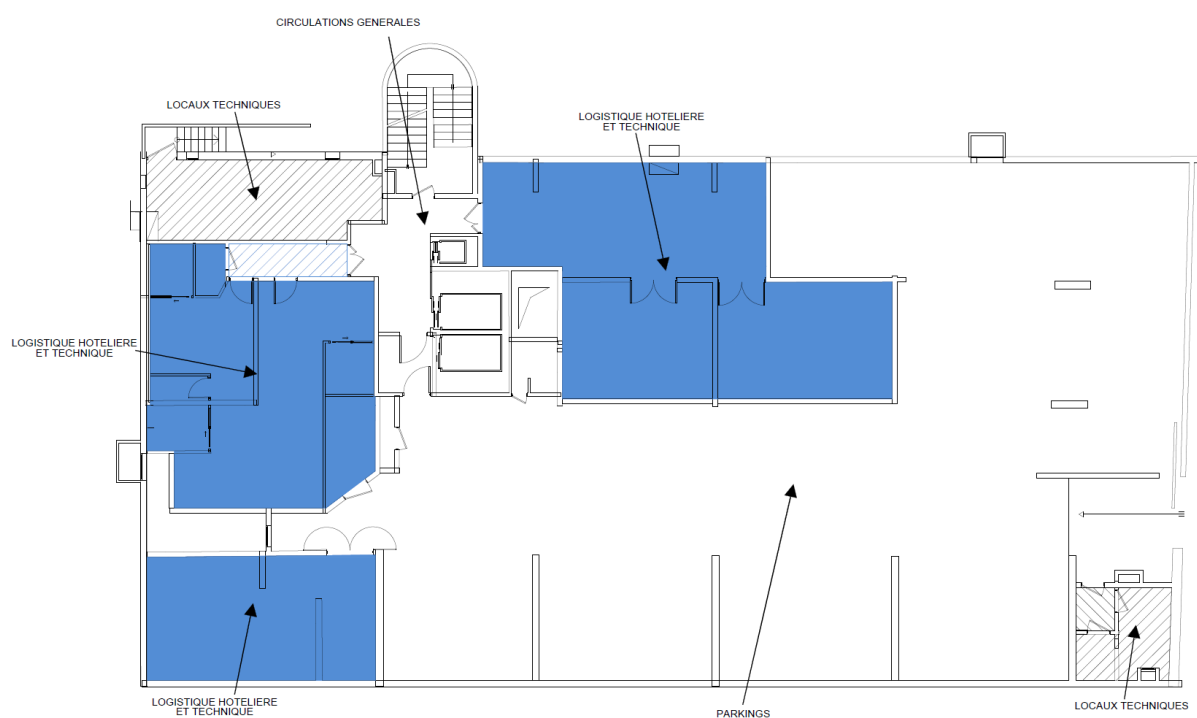 CIRCULATIONS GENERALES
LOCAUX TECHNIQUES
LOGISTIQUE HOTELIERE
ET TECHNIQUE
LOGISTIQUE HOTELIERE
ET TECHNIQUE
LOGISTIQUE HOTELIERE
ET TECHNIQUE
PARKINGS
LOCAUX TECHNIQUES